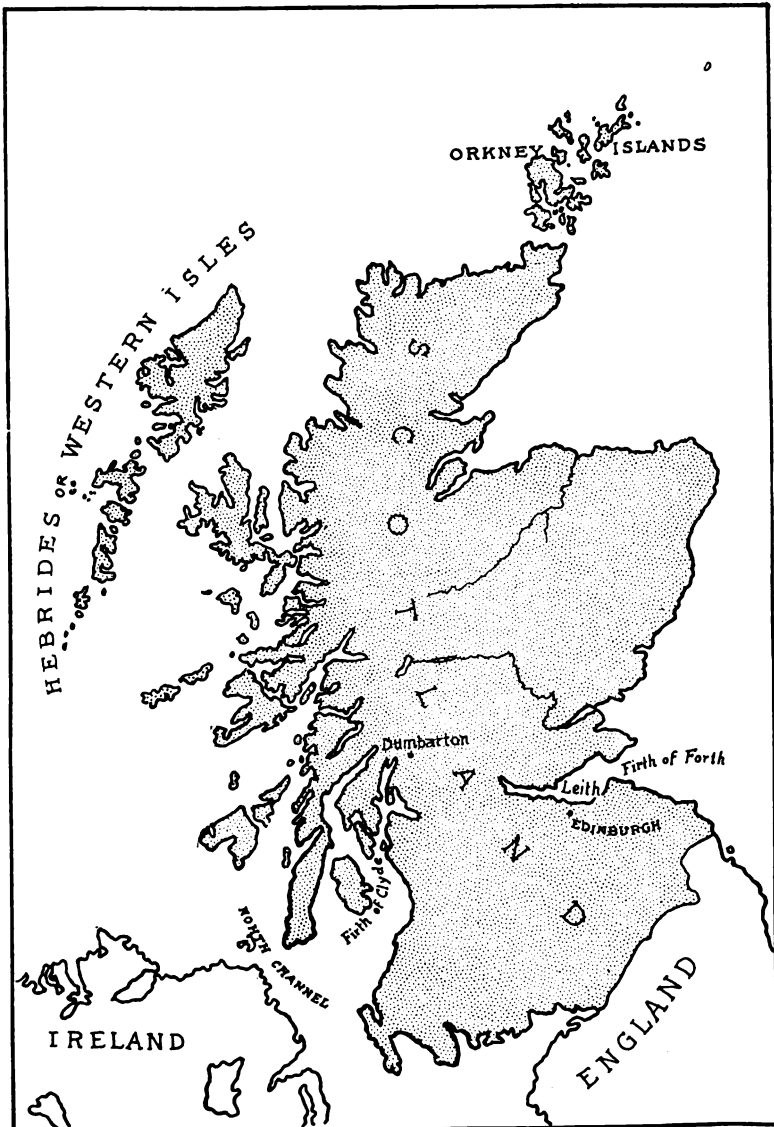 ORKNEY ISLANDS
HEBRIDES OR WESTERN ISLES
SCOTLAND
Dumbarton
Firth of Forth
Leith
EDINBURGH
Firth of Clyde
NORTH CHANNEL
IRELAND
ENGLAND